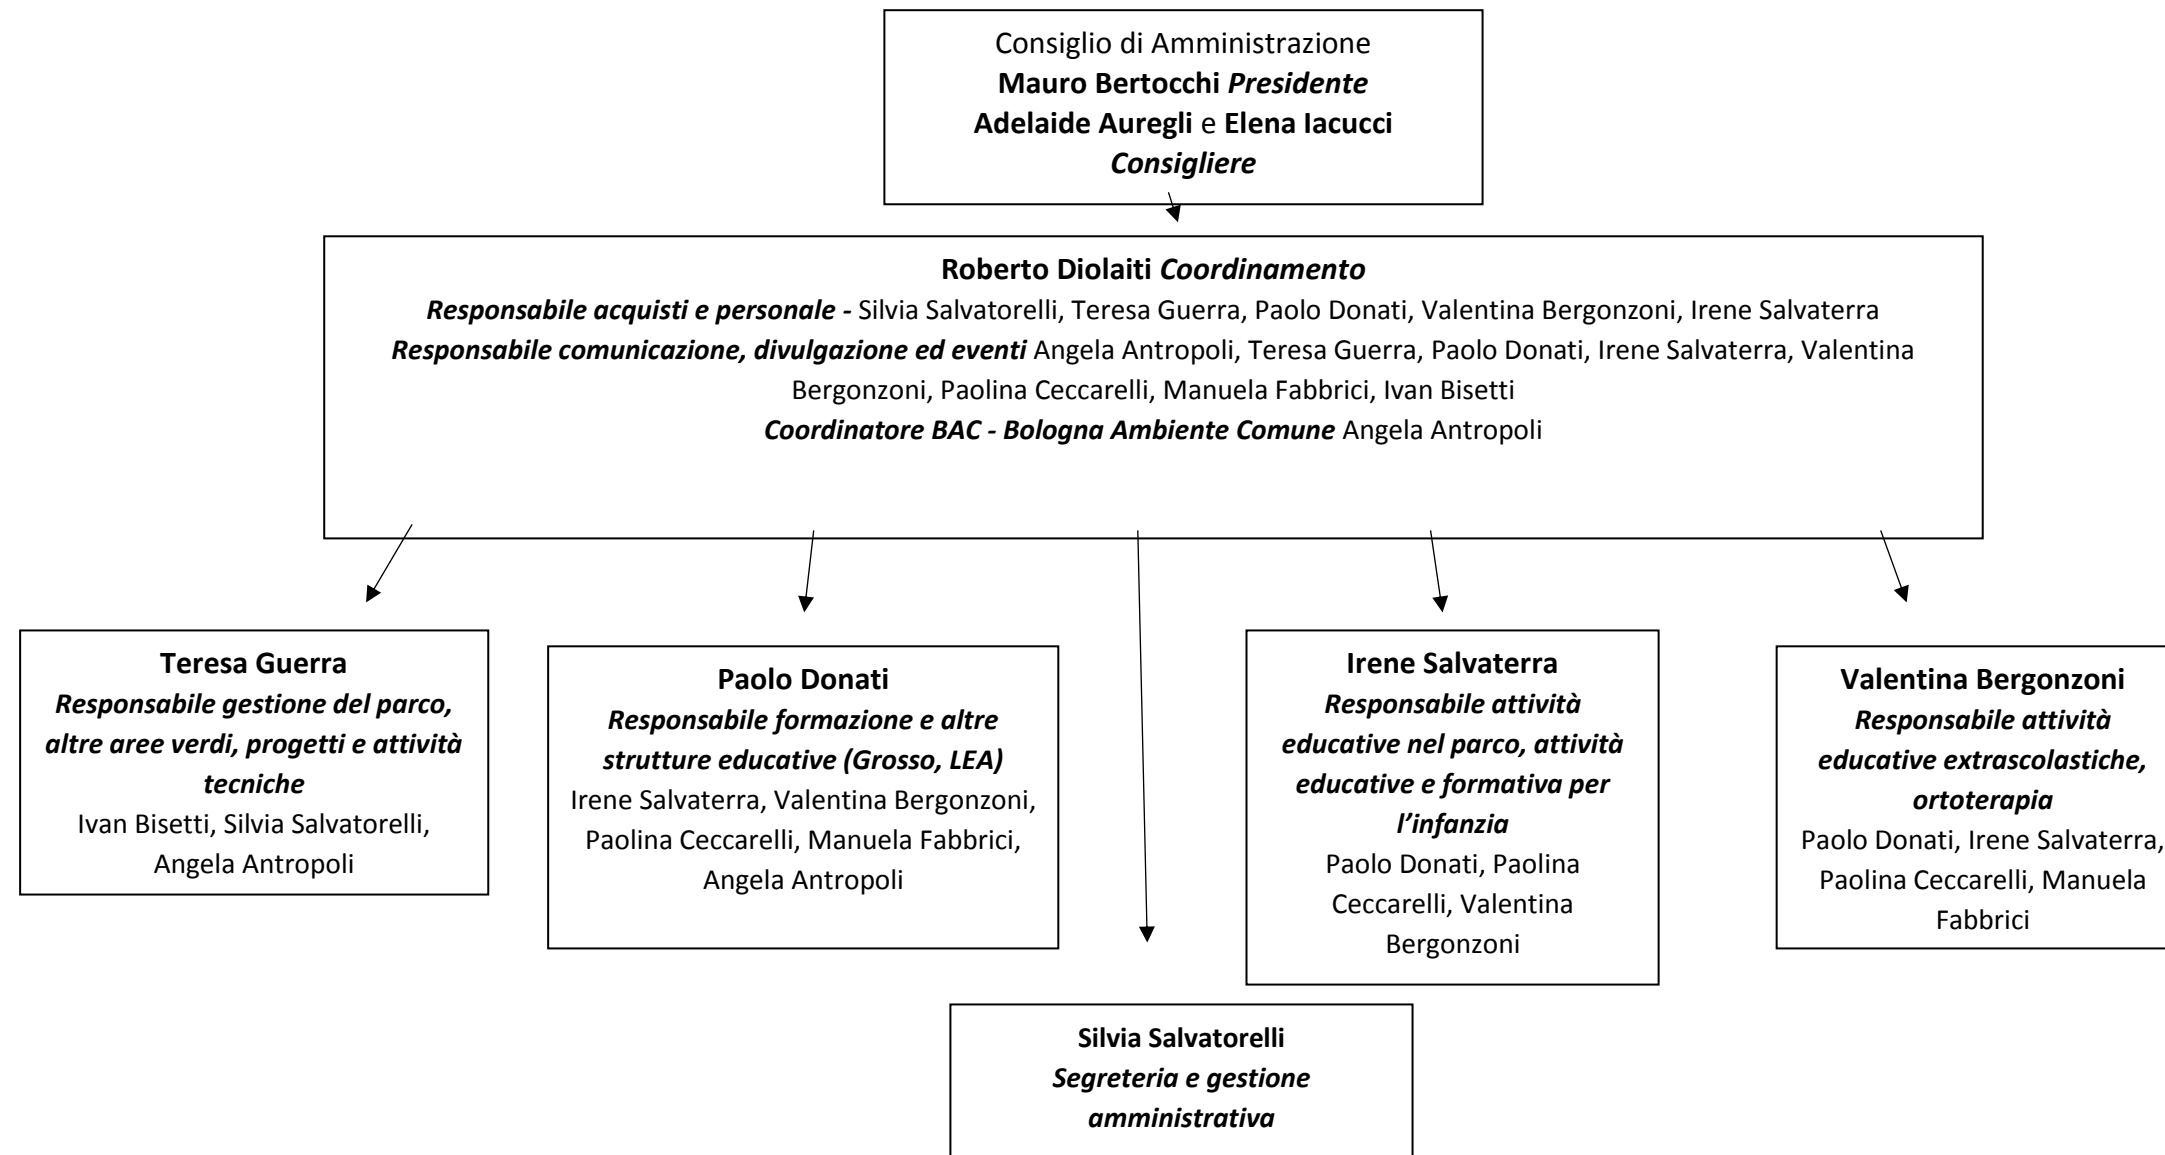 Consiglio di Amministrazione
Mauro Bertocchi Presidente
Adelaide Auregli e Elena Iacucci
Consigliere
Roberto Diolaiti Coordinamento
Responsabile acquisti e personale - Silvia Salvatorelli, Teresa Guerra, Paolo Donati, Valentina Bergonzoni, Irene Salvaterra
Responsabile comunicazione, divulgazione ed eventi Angela Antropoli, Teresa Guerra, Paolo Donati, Irene Salvaterra, Valentina
Bergonzoni, Paolina Ceccarelli, Manuela Fabbrici, Ivan Bisetti
Coordinatore BAC - Bologna Ambiente Comune Angela Antropoli
Teresa Guerra
Responsabile gestione del parco,
altre aree verdi, progetti e attività
tecniche
Ivan Bisetti, Silvia Salvatorelli,
Angela Antropoli
Paolo Donati
Responsabile formazione e altre
strutture educative (Grosso, LEA)
Irene Salvaterra, Valentina Bergonzoni,
Paolina Ceccarelli, Manuela Fabbrici,
Angela Antropoli
Irene Salvaterra
Responsabile attività
educative nel parco, attività
educative e formativa per
l’infanzia
Paolo Donati, Paolina
Ceccarelli, Valentina
Bergonzoni
Valentina Bergonzoni
Responsabile attività
educative extrascolastiche,
ortoterapia
Paolo Donati, Irene Salvaterra,
Paolina Ceccarelli, Manuela
Fabbrici
Silvia Salvatorelli
Segreteria e gestione
amministrativa